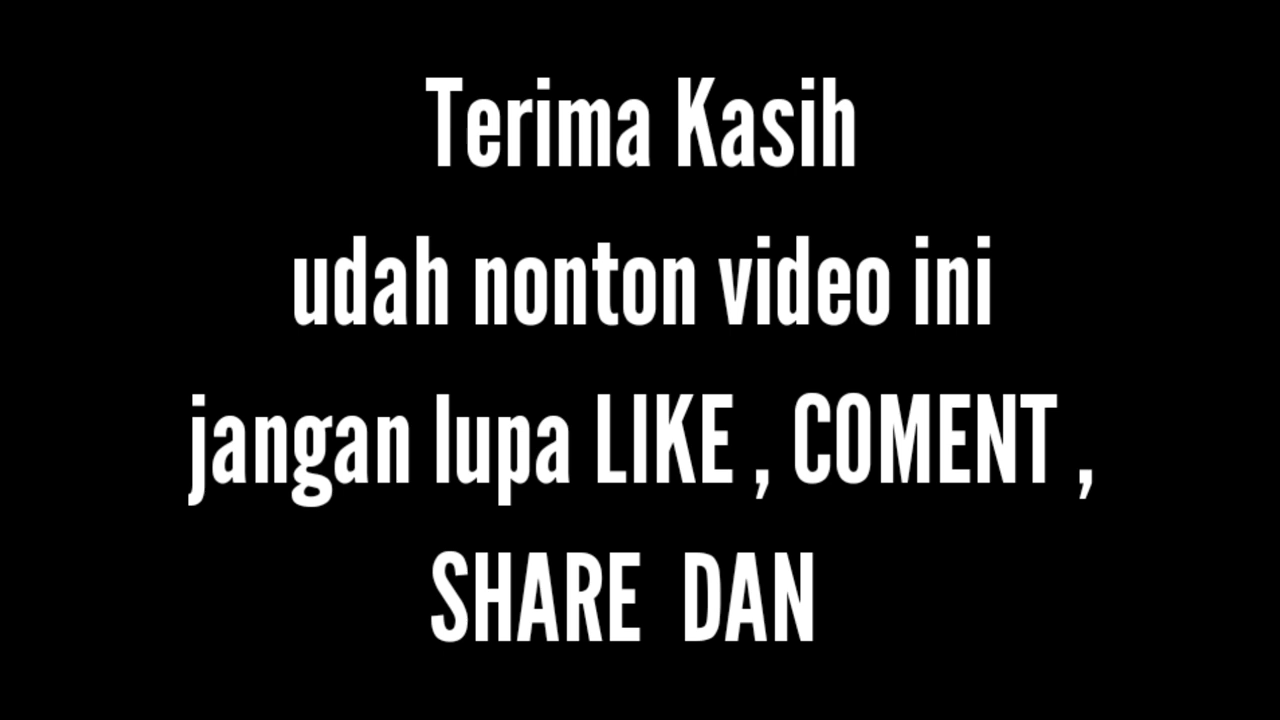 Terima Kasih
udah nonton video ini
jangan lupa LIKE , COMENT ,
SHARE DAN